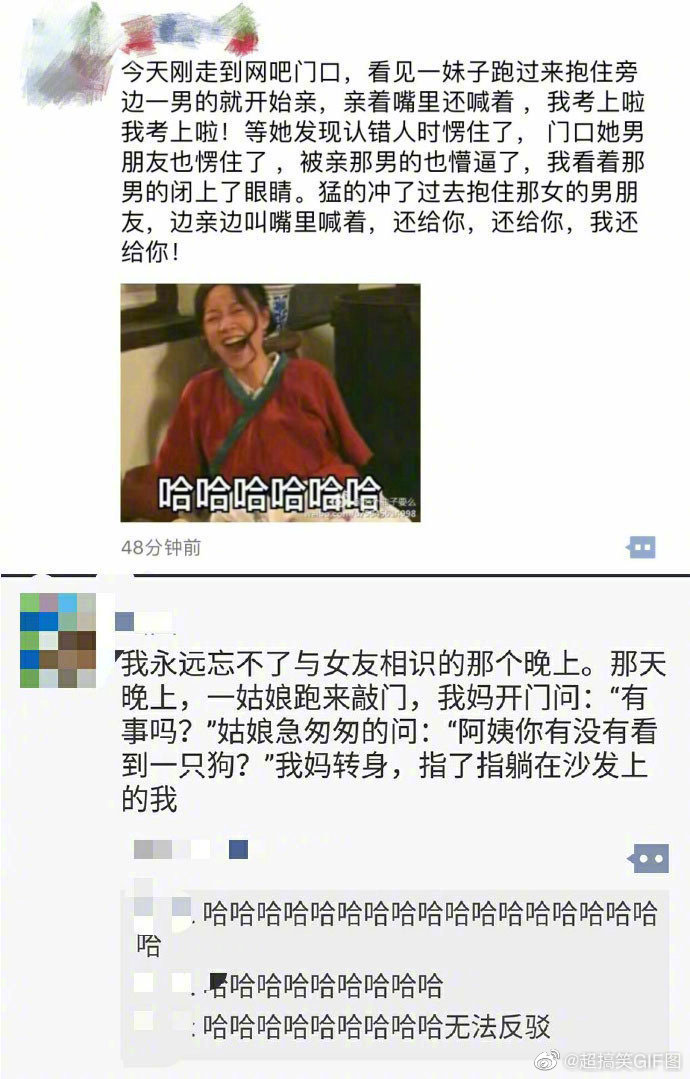 今天刚走到网吧门口，看见一妹子跑过来抱住旁
边一男的就开始亲，亲着嘴里还喊着，我考上啦
我考上啦！等她发现认错人时愣住了，门口她男
朋友也愣住了，被亲那男的也懵逼了，我看着那
男的闭上了眼睛。猛的冲了过去抱住那女的男朋
友，边亲边叫嘴里喊着，还给你，还给你，我还
给你！
哈哈哈哈哈哈
48分钟前
我永远忘不了与女友相识的那个晚上。那天
晚上，一姑娘跑来敲门，我妈开门问：“有
事吗？”姑娘急匆匆的问：“阿姨你有没有看
到一只狗？”我妈转身，指了指躺在沙发上
的我
哈哈哈哈哈哈哈哈哈哈哈哈哈哈哈哈哈
哈
哈哈哈哈哈哈哈哈哈
: 哈哈哈哈哈哈哈哈哈无法反驳
@超搞笑GIF图